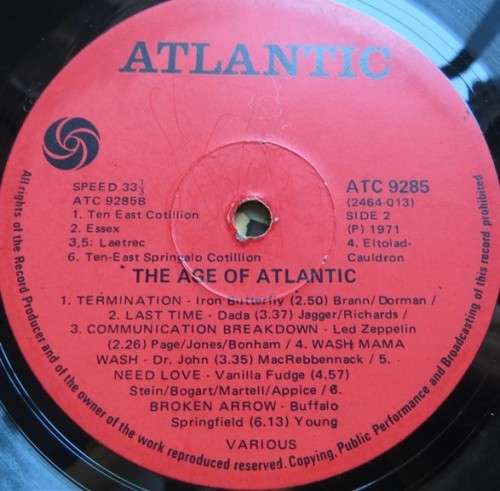 ATLANTIC
SPEED 33⅓
ATC 9285B
1. Ten East Cotillion
2. Essex
3,5: Laetrec
6. Ten-East Springalo Cotillion
ATC 9285
(2464-013)
SIDE 2
(P) 1971
4. Eltolad-
Cauldron
THE AGE OF ATLANTIC
1. TERMINATION - Iron Butterfly (2.50) Brann/Dorman /
2. LAST TIME - Dada (3.37) Jagger/Richards /
3. COMMUNICATION BREAKDOWN - Led Zeppelin
(2.26) Page/Jones/Bonham / 4. WASH MAMA
WASH - Dr. John (3.35) MacRebbennack / 5.
NEED LOVE - Vanilla Fudge (4.57)
Stein/Bogart/Martell/Appice / 6.
BROKEN ARROW - Buffalo
Springfield (6.13) Young
VARIOUS
All rights of the Record Producer and of the owner of the work reproduced reserved. Copying, Public Performance and Broadcasting of this record prohibited